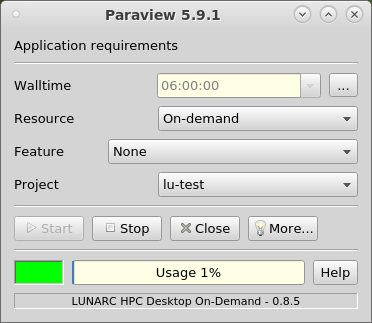 Paraview 5.9.1
Application requirements
Walltime 06:00:00 ...
Resource On-demand
Feature None
Project lu-test
Start Stop Close More...
Usage 1% Help
LUNARC HPC Desktop On-Demand - 0.8.5